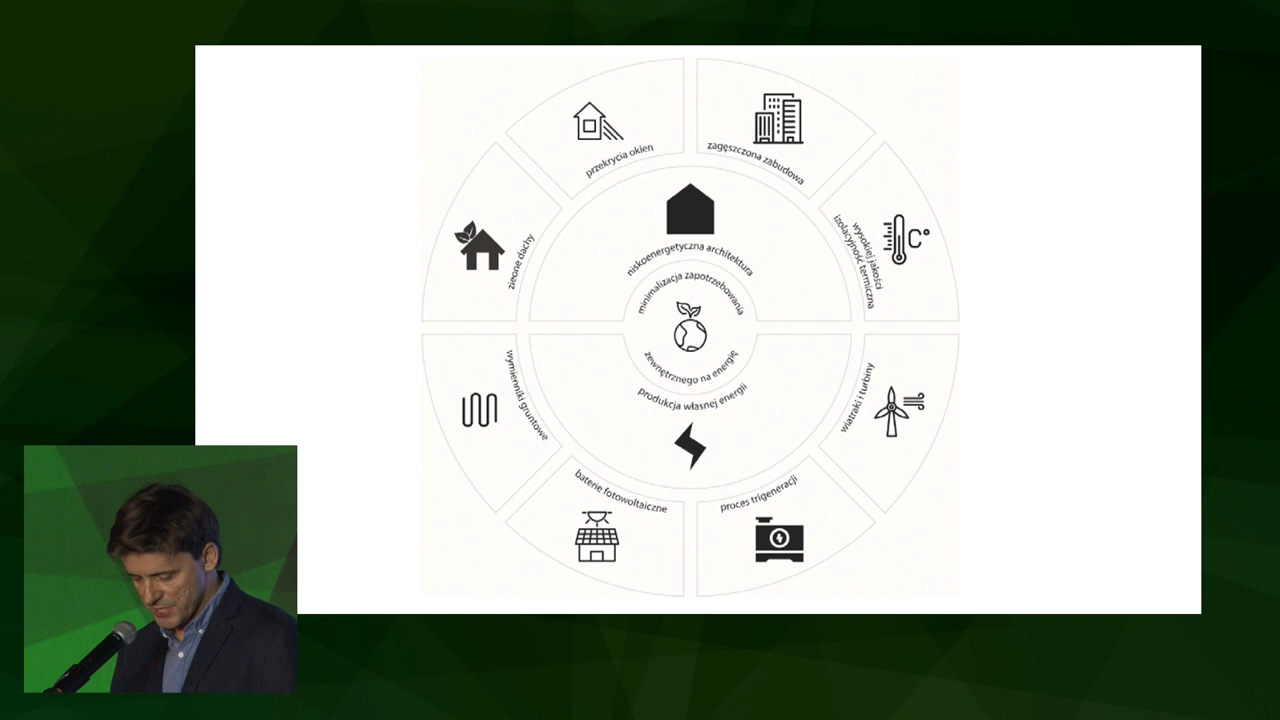 przekrycia okien
zagęszczona zabudowa
zieone dachy
wysokiej jakości
izolacyjność termiczna
niskoenergetyczna architektura
minimalizacja zapotrzebowania
C°
zewnętrznego na energię
produkcja własnej energii
wymienniki gruntowe
wiatraki i turbiny
baterie fotowoltaiczne
proces trigeneracji